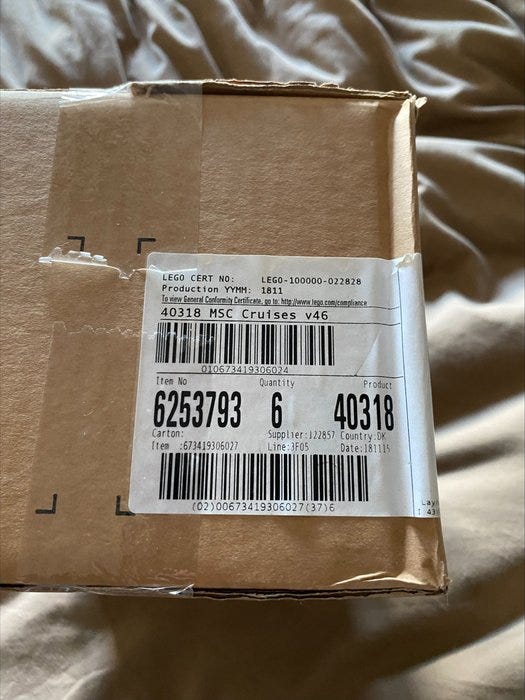 LEGO CERT NO: LEGO-100000-022828
Production YYMM: 1811
To view General Conformity Certificate, go to: http://www.lego.com/compliance
40318 MSC Cruises v46
010673419306024
Item No Quantity Product
6253793 6 40318
Carton: Supplier:122857 Country:DK
Item :673419306027 Line:3F05 Date:181115
(02)00673419306027(37)6